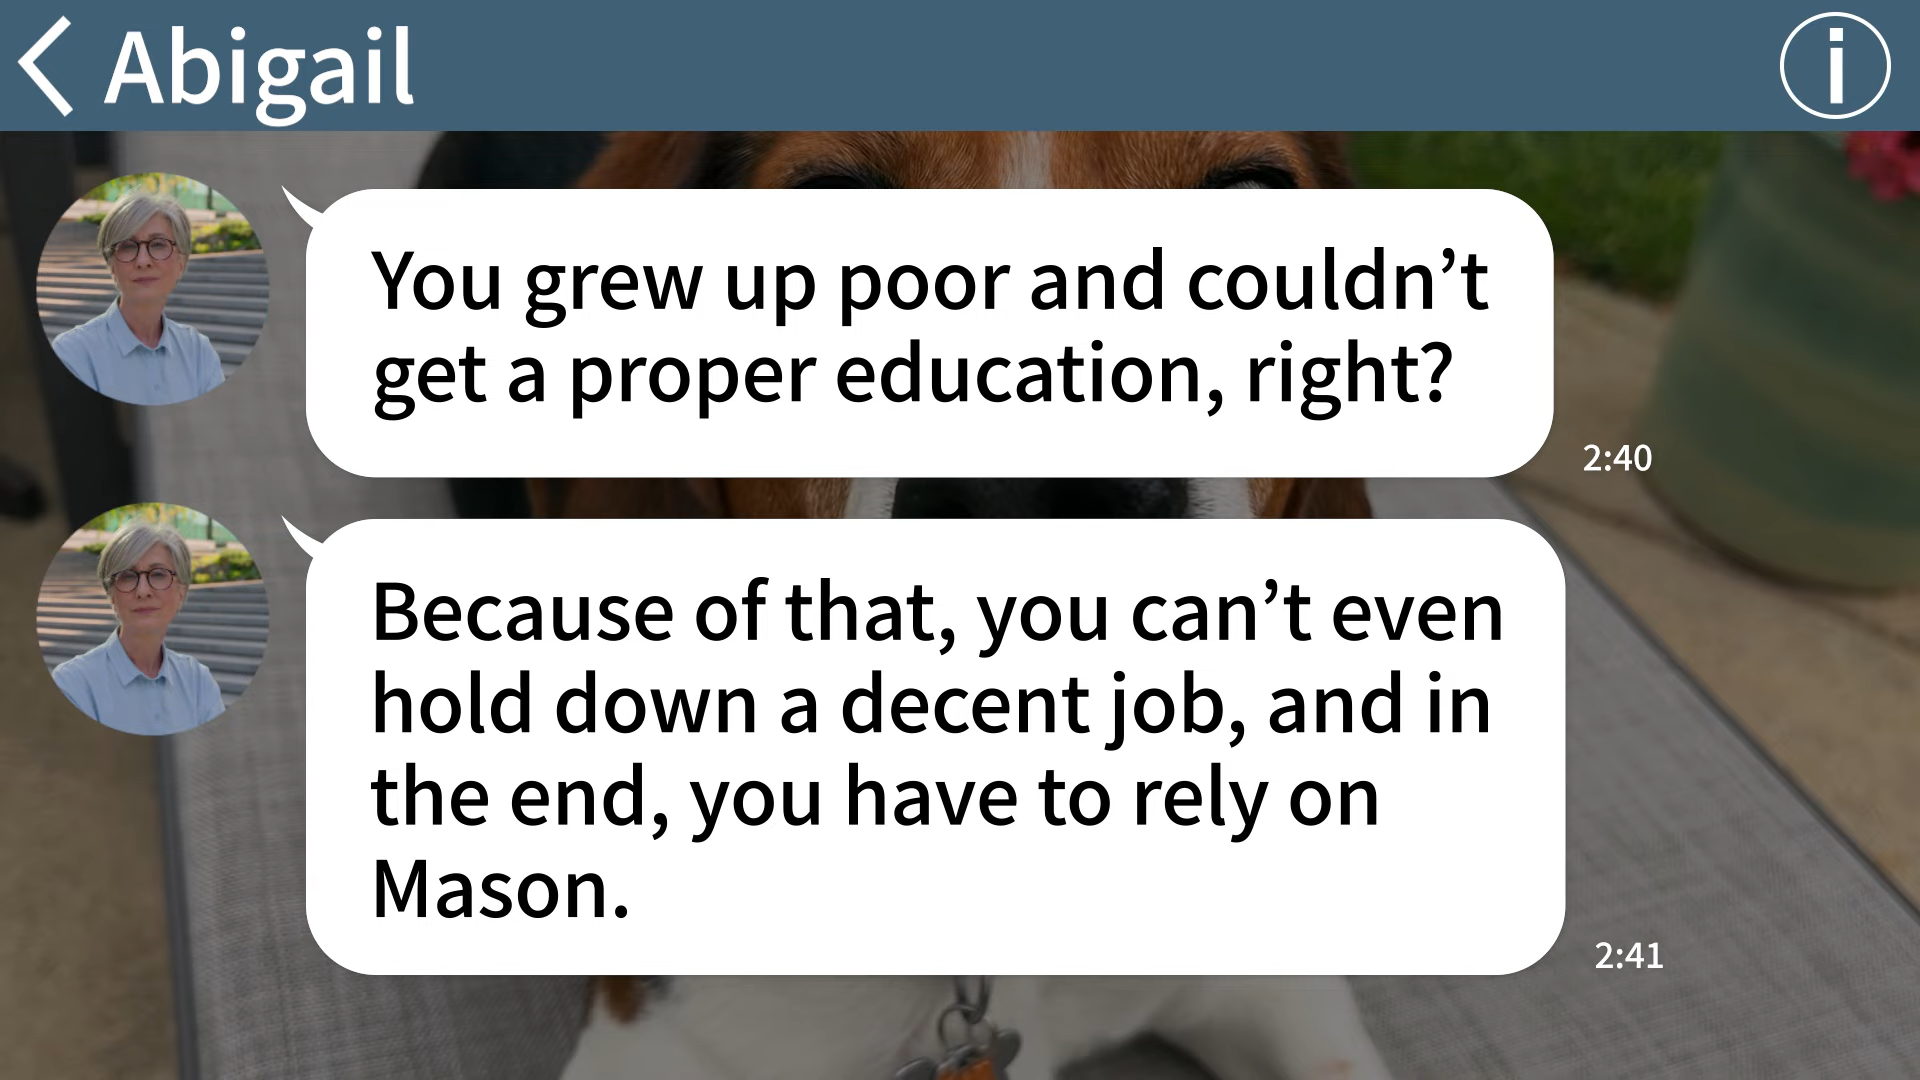 Abigail
You grew up poor and couldn’t
get a proper education, right?
2:40
Because of that, you can’t even
hold down a decent job, and in
the end, you have to rely on
Mason.
2:41